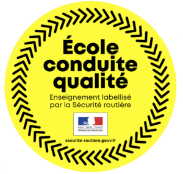 École
conduite
qualité
Enseignement labellisé
par la Sécurité routière
securite-routiere.gouv.fr